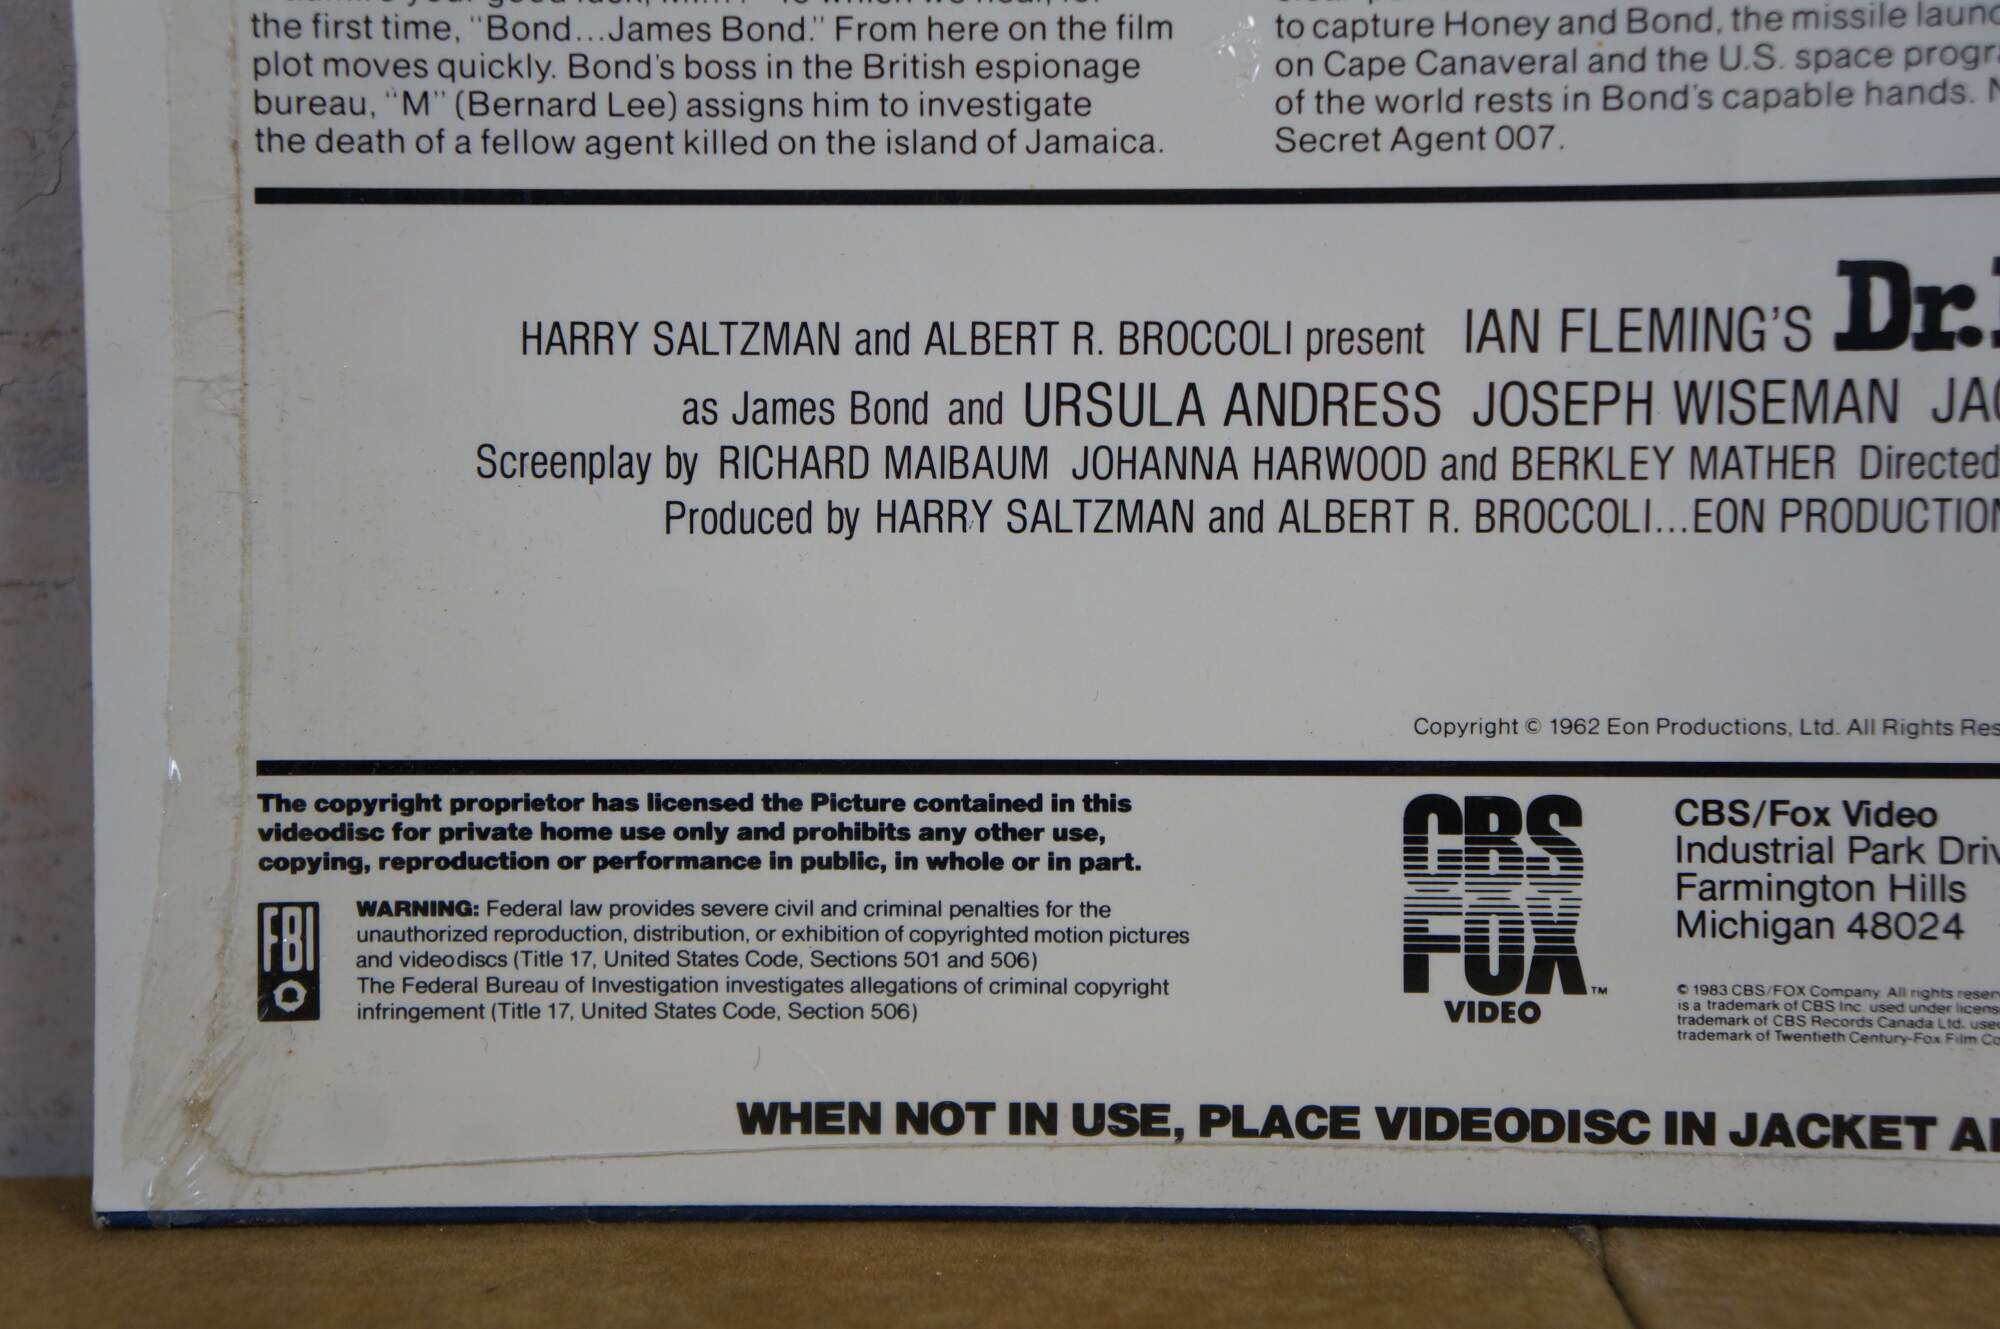 the first time, "Bond...James Bond." From here on the film
plot moves quickly. Bond's boss in the British espionage
bureau, "M" (Bernard Lee) assigns him to investigate
the death of a fellow agent killed on the island of Jamaica.
to capture Honey and Bond, the missile
on Cape Canaveral and the U.S. space
of the world rests in Bond's capable hands.
Secret Agent 007.
HARRY SALTZMAN and ALBERT R. BROCCOLI present IAN FLEMING'S Dr.
as James Bond and URSULA ANDRESS JOSEPH WISEMAN
Screenplay by RICHARD MAIBAUM JOHANNA HARWOOD and BERKLEY MATHER Directed
Produced by HARRY SALTZMAN and ALBERT R. BROCCOLI...EON
Copyright © 1962 Eon Productions, Ltd. All Rights
The copyright proprietor has licensed the Picture contained in this
videodisc for private home use only and prohibits any other use,
copying, reproduction or performance in public, in whole or in part.
FBI
WARNING: Federal law provides severe civil and criminal penalties for the
unauthorized reproduction, distribution, or exhibition of copyrighted motion pictures
and videodiscs (Title 17, United States Code, Sections 501 and 506)
The Federal Bureau of Investigation investigates allegations of criminal copyright
infringement (Title 17, United States Code, Section 506)
CBS
FOX
VIDEO
TM
CBS/Fox Video
Industrial Park
Farmington Hills
Michigan 48024
© 1983 CBS/FOX Company. All rights
is a trademark of CBS Inc. used under
trademark of CBS Records Canada Ltd.
trademark of Twentieth Century-Fox Film
WHEN NOT IN USE, PLACE VIDEODISC IN JACKET